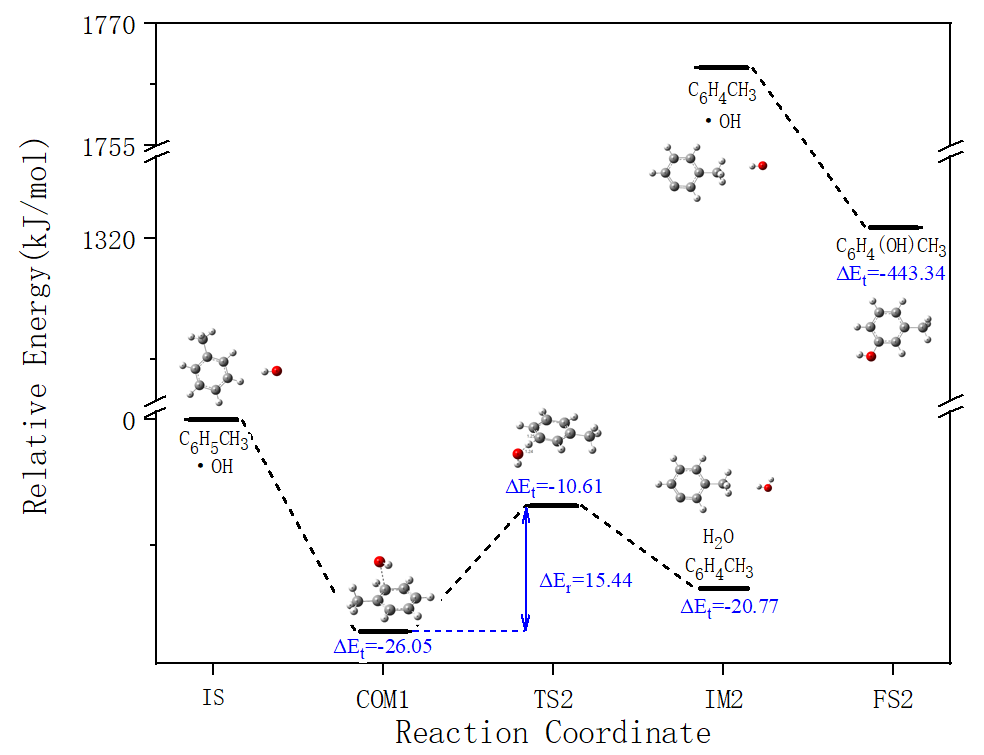 1770
1755
1320
0
Relative Energy(kJ/mol)
C6H4CH3
·OH
C6H4(OH)CH3
ΔEt=-443.34
C6H5CH3
·OH
ΔEt=-10.61
ΔEr=15.44
H2O
C6H4CH3
ΔEt=-20.77
ΔEt=-26.05
IS
COM1
TS2
IM2
FS2
Reaction Coordinate